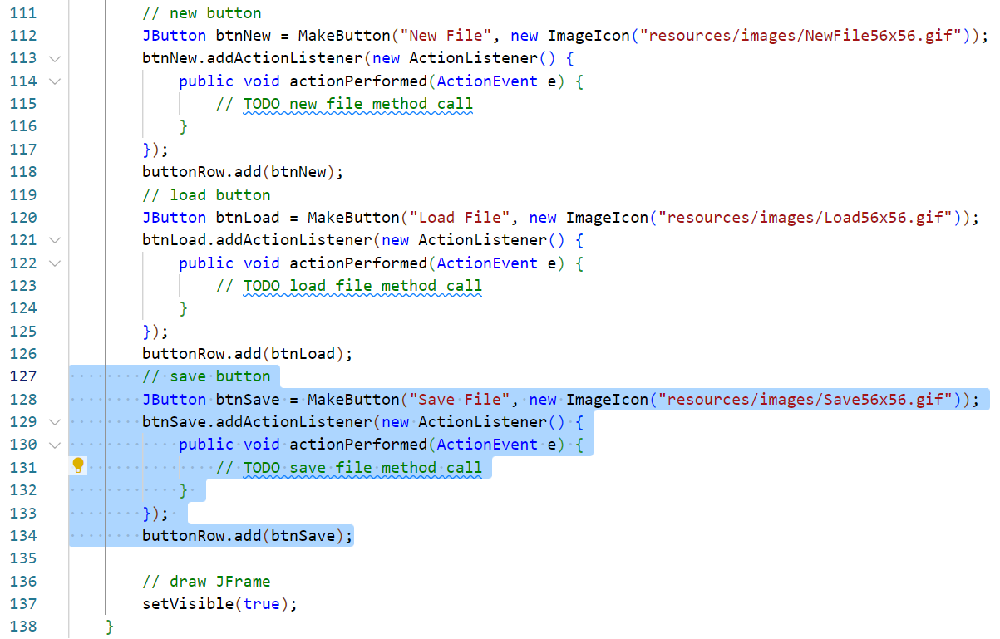 111 // new button
112 JButton btnNew = MakeButton("New File", new ImageIcon("resources/images/NewFile56x56.gif"));
113 btnNew.addActionListener(new ActionListener() {
114 public void actionPerformed(ActionEvent e) {
115 // TODO new file method call
116 }
117 });
118 buttonRow.add(btnNew);
119 // load button
120 JButton btnLoad = MakeButton("Load File", new ImageIcon("resources/images/Load56x56.gif"));
121 btnLoad.addActionListener(new ActionListener() {
122 public void actionPerformed(ActionEvent e) {
123 // TODO load file method call
124 }
125 });
126 buttonRow.add(btnLoad);
127 // save button
128 JButton btnSave = MakeButton("Save File", new ImageIcon("resources/images/Save56x56.gif"));
129 btnSave.addActionListener(new ActionListener() {
130 public void actionPerformed(ActionEvent e) {
131 // TODO save file method call
132 }
133 });
134 buttonRow.add(btnSave);
135
136 // draw JFrame
137 setVisible(true);
138 }